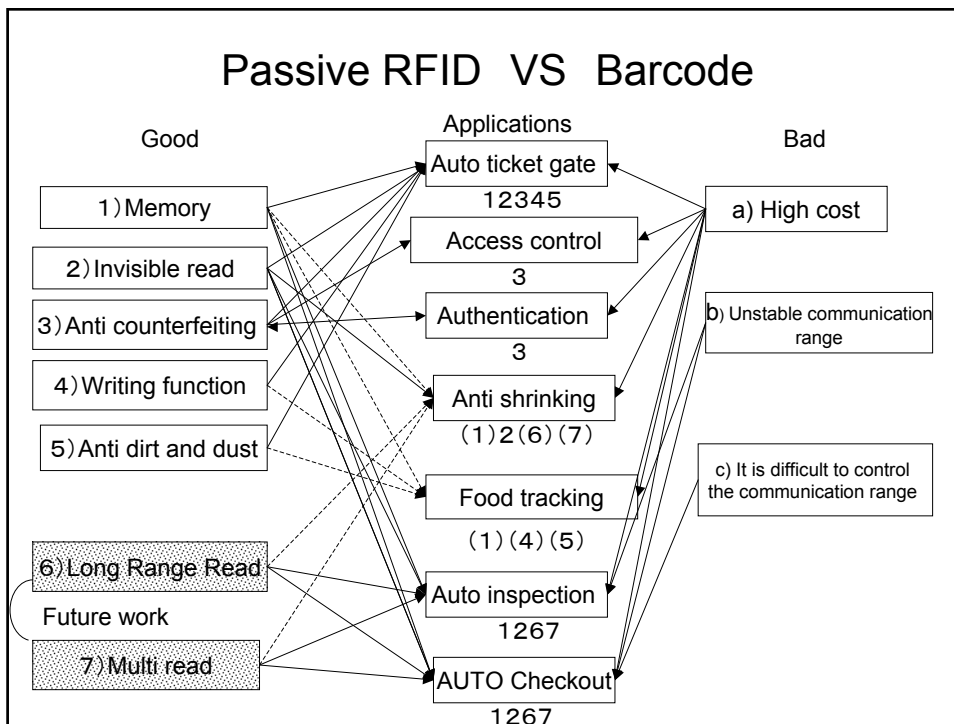 Passive RFID VS Barcode
Good
Applications
Bad
1)Memory
2)Invisible read
3)Anti counterfeiting
4)Writing function
5)Anti dirt and dust
6)Long Range Read
Future work
7)Multi read
Auto ticket gate
12345
Access control
3
Authentication
3
Anti shrinking
(1)2(6)(7)
Food tracking
(1)(4)(5)
Auto inspection
1267
AUTO Checkout
1267
a) High cost
b) Unstable communication
range
c) It is difficult to control
the communication range